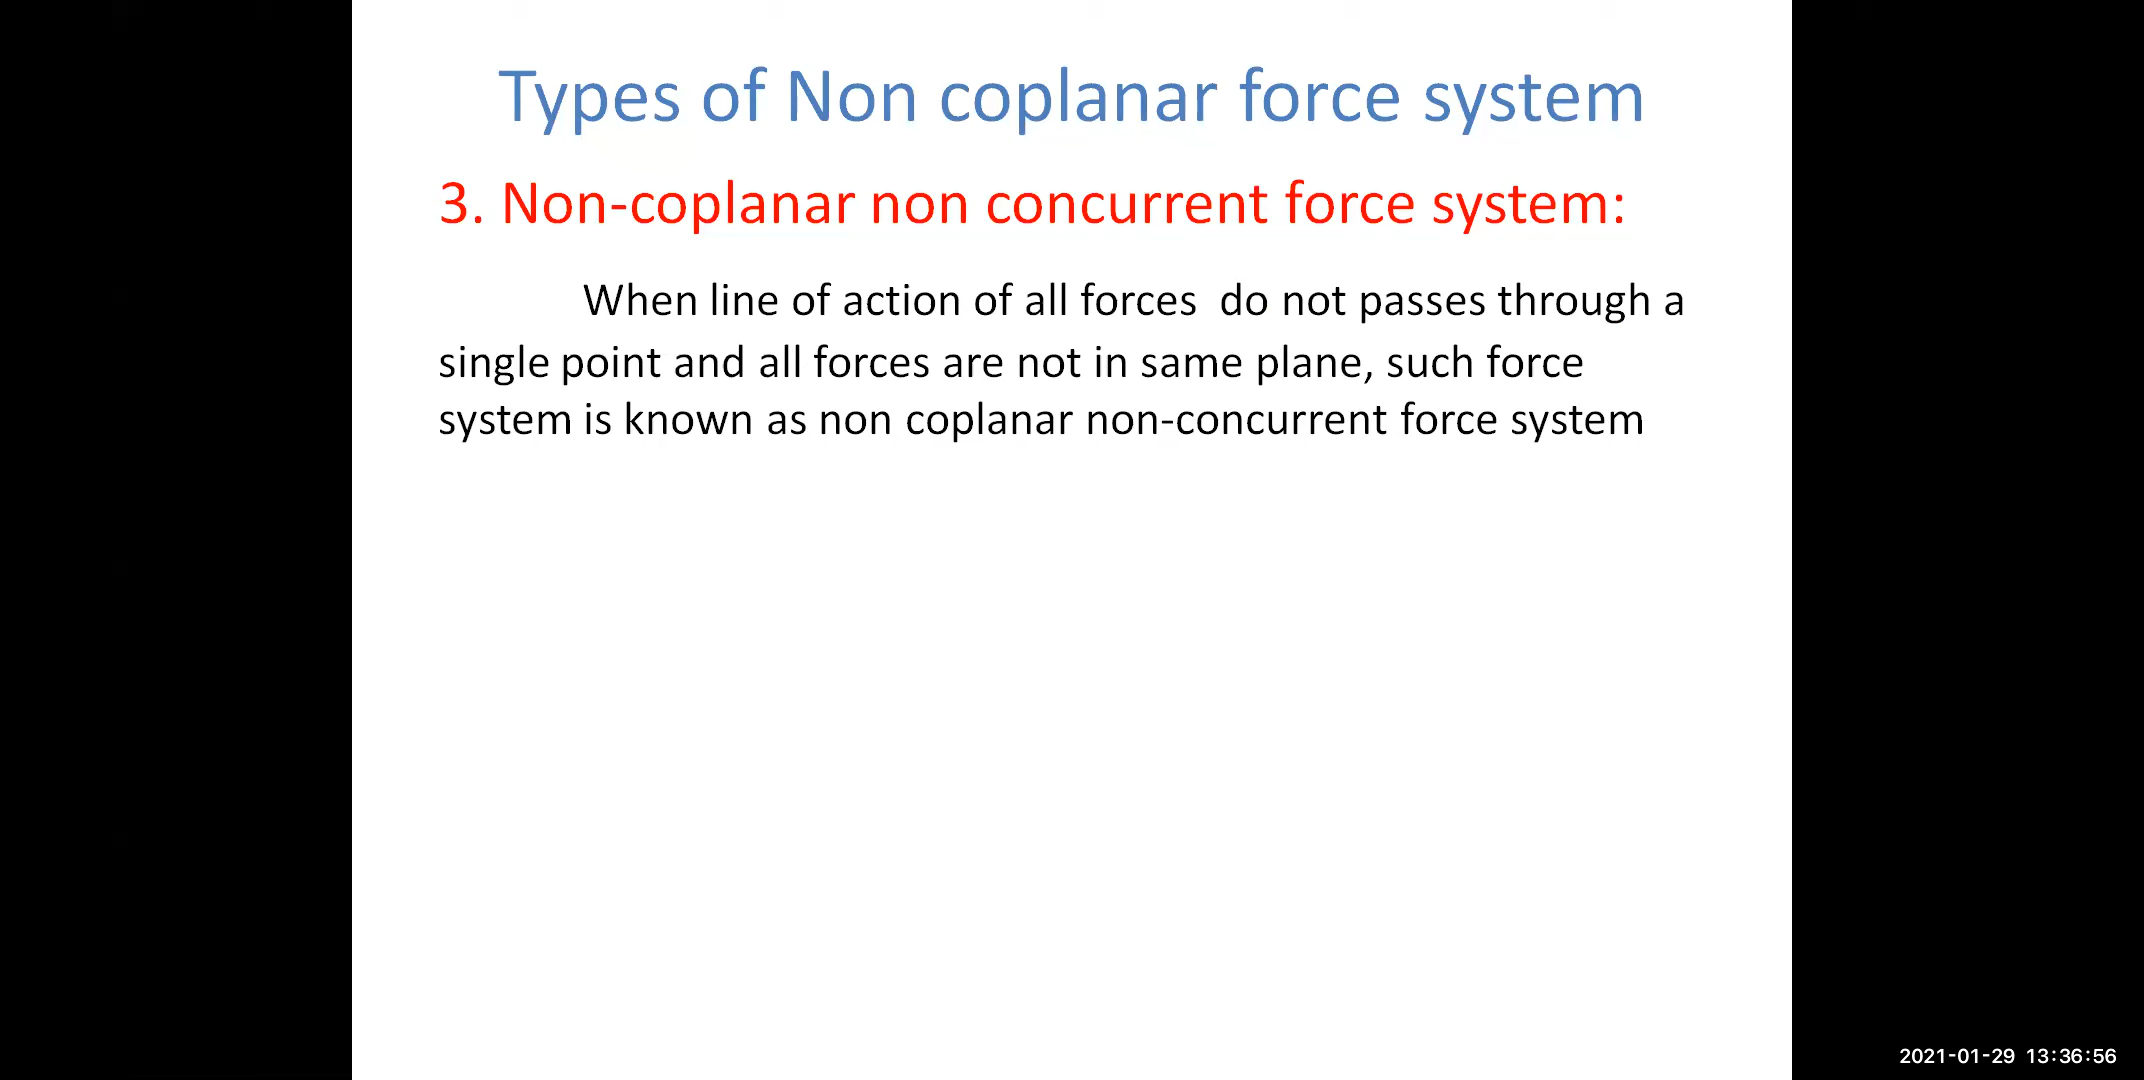 Types of Non coplanar force system
3. Non-coplanar non concurrent force system:
When line of action of all forces  do not passes through a
single point and all forces are not in same plane, such force
system is known as non coplanar non-concurrent force system
2021-01-29 13:36:56